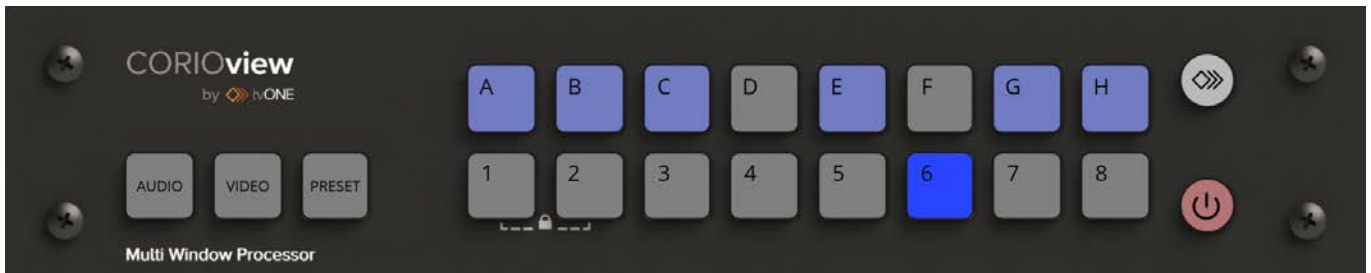 CORIOview
by tvONE
A B C D E F G H
AUDIO VIDEO PRESET
1 2 3 4 5 6 7 8
Multi Window Processor